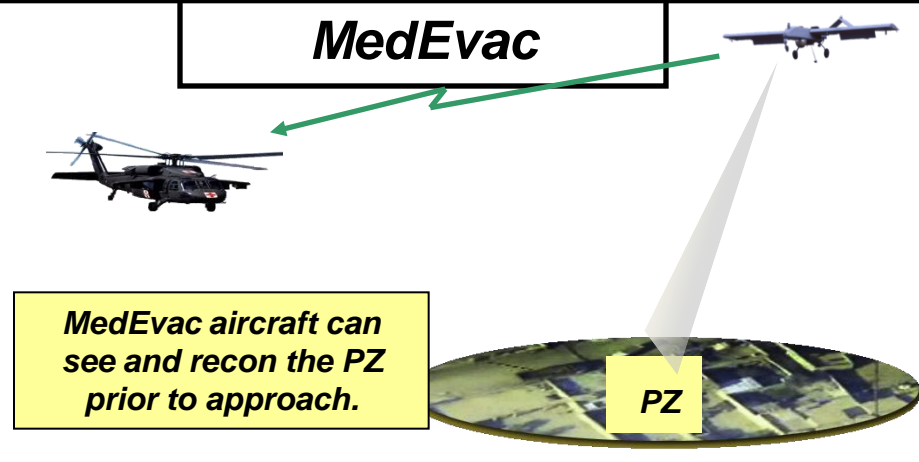 MedEvac
MedEvac aircraft can
see and recon the PZ
prior to approach.
PZ